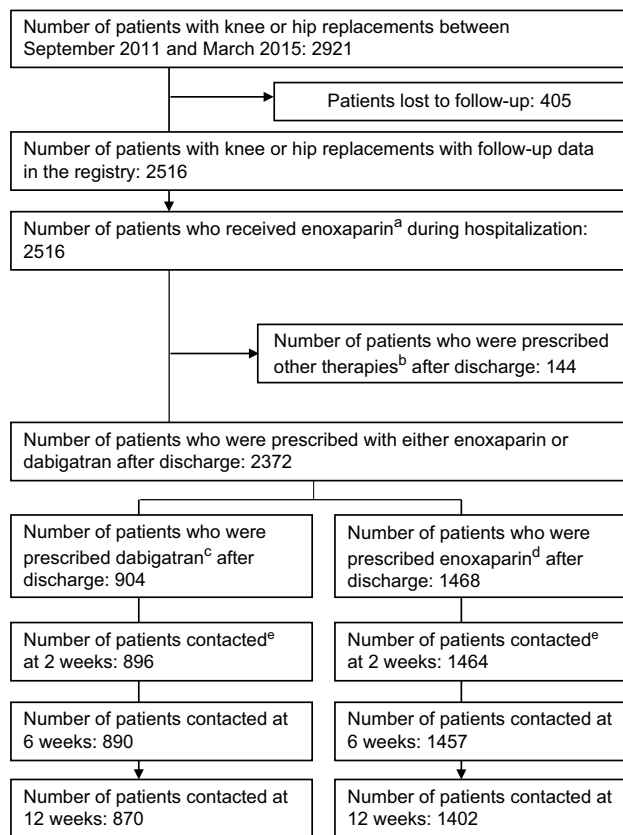 Number of patients with knee or hip replacements between
September 2011 and March 2015: 2921
Patients lost to follow-up: 405
Number of patients with knee or hip replacements with follow-up data
in the registry: 2516
Number of patients who received enoxaparinᵃ during hospitalization:
2516
Number of patients who were prescribed
other therapiesᵇ after discharge: 144
Number of patients who were prescribed with either enoxaparin or
dabigatran after discharge: 2372
Number of patients who were
prescribed dabigatranᶜ after
discharge: 904
Number of patients who were
prescribed enoxaparinᵈ after
discharge: 1468
Number of patients contactedᵉ
at 2 weeks: 896
Number of patients contactedᵉ
at 2 weeks: 1464
Number of patients contacted at
6 weeks: 890
Number of patients contacted at
6 weeks: 1457
Number of patients contacted at
12 weeks: 870
Number of patients contacted at
12 weeks: 1402